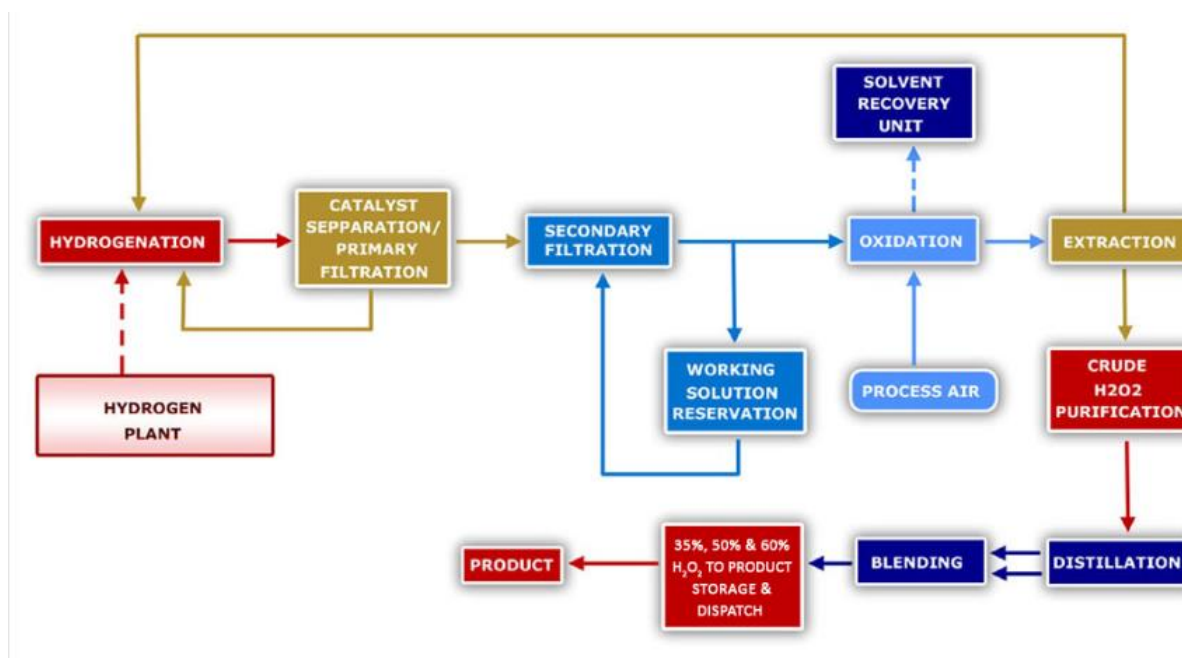 SOLVENT
RECOVERY
UNIT
HYDROGENATION
CATALYST
SEPPARATION/
PRIMARY
FILTRATION
SECONDARY
FILTRATION
OXIDATION
EXTRACTION
HYDROGEN
PLANT
WORKING
SOLUTION
RESERVATION
PROCESS AIR
CRUDE
H2O2
PURIFICATION
PRODUCT
35%, 50% & 60%
H₂O₂ TO PRODUCT
STORAGE &
DISPATCH
BLENDING
DISTILLATION